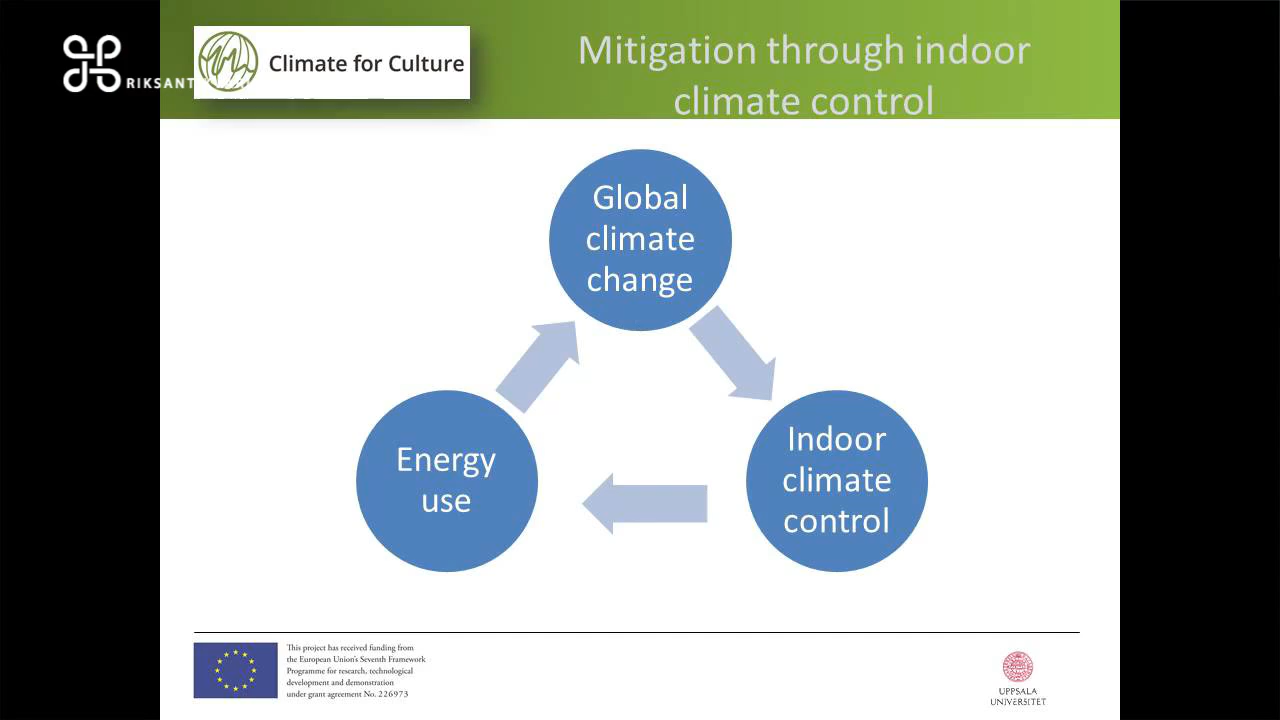 RIKSANT
Climate for Culture
Mitigation through indoor
climate control
Global
climate
change
Energy
use
Indoor
climate
control
This project has received funding from
the European Union's Seventh Framework
Programme for research, technological
development and demonstration
under grant agreement No. 226973
UPPSALA
UNIVERSITET